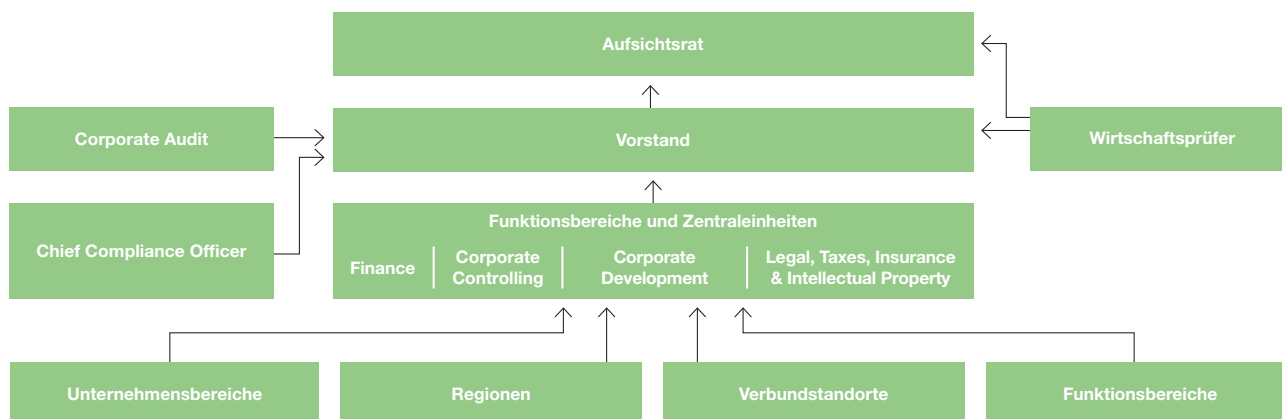 Aufsichtsrat
Corporate Audit
Vorstand
Wirtschaftsprüfer
Chief Compliance Officer
Funktionsbereiche und Zentraleinheiten
Finance
Corporate
Controlling
Corporate
Development
Legal, Taxes, Insurance
& Intellectual Property
Unternehmensbereiche
Regionen
Verbundstandorte
Funktionsbereiche